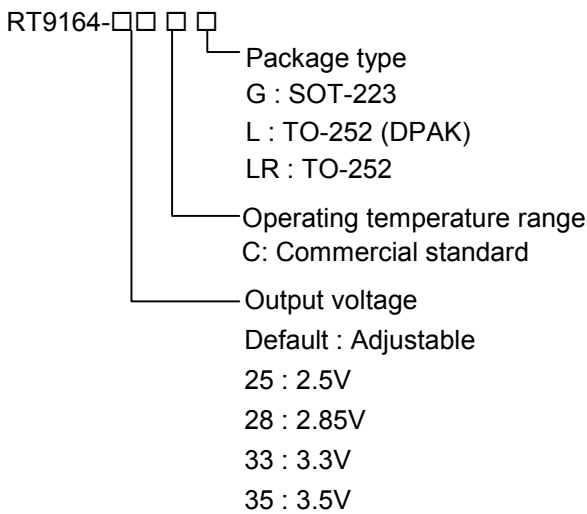 RT9164-□□ □ □
Package type
G : SOT-223
L : TO-252 (DPAK)
LR : TO-252
Operating temperature range
C: Commercial standard
Output voltage
Default : Adjustable
25 : 2.5V
28 : 2.85V
33 : 3.3V
35 : 3.5V